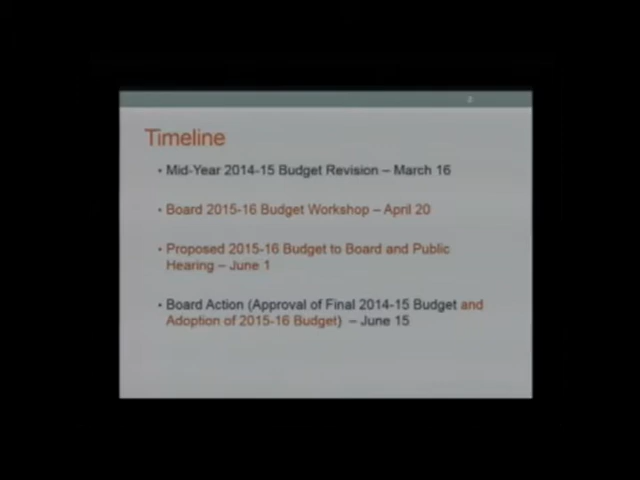 Timeline
• Mid-Year 2014-15 Budget Revision – March 16
• Board 2015-16 Budget Workshop – April 20
• Proposed 2015-16 Budget to Board and Public
Hearing – June 1
• Board Action (Approval of Final 2014-15 Budget and
Adoption of 2015-16 Budget) – June 15